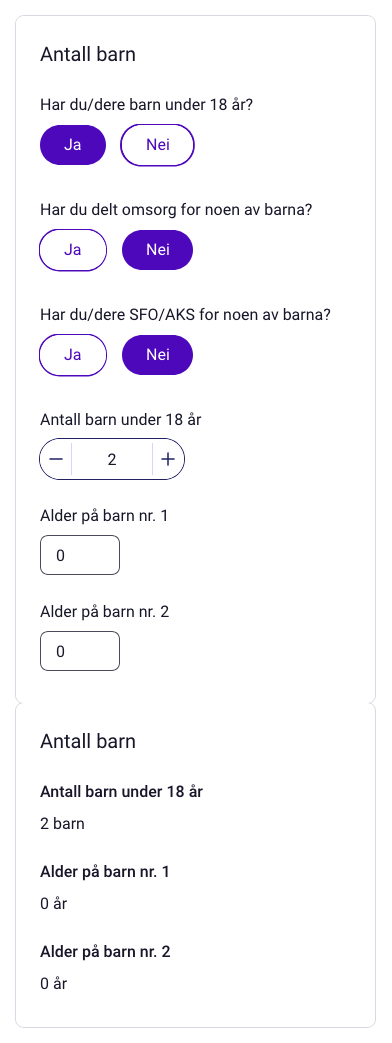 Antall barn
Har du/dere barn under 18 år?
Ja Nei
Har du delt omsorg for noen av barna?
Ja Nei
Har du/dere SFO/AKS for noen av barna?
Ja Nei
Antall barn under 18 år
− 2 +
Alder på barn nr. 1
0
Alder på barn nr. 2
0
Antall barn
Antall barn under 18 år
2 barn
Alder på barn nr. 1
0 år
Alder på barn nr. 2
0 år